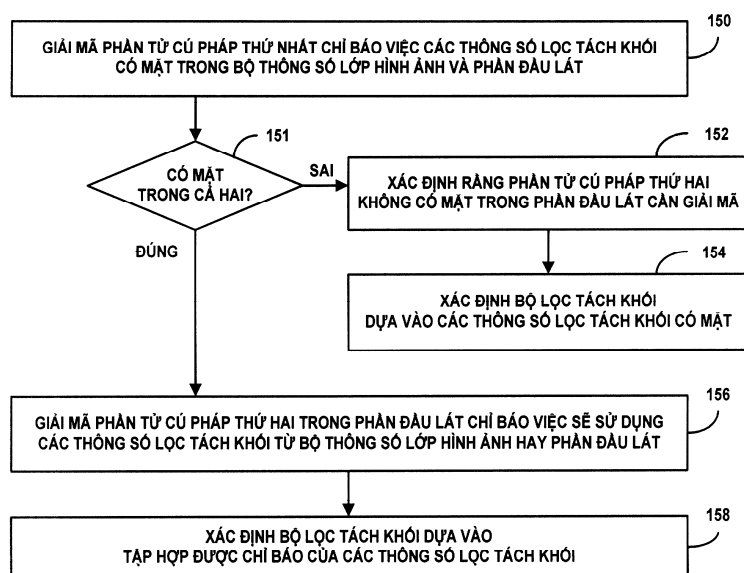 150
GIẢI MÃ PHẦN TỬ CÚ PHÁP THỨ NHẤT CHỈ BÁO VIỆC CÁC THÔNG SỐ LỌC TÁCH KHỐI
CÓ MẶT TRONG BỘ THÔNG SỐ LỚP HÌNH ẢNH VÀ PHẦN ĐẦU LÁT
151
CÓ MẶT
TRONG CẢ HAI?
SAI
152
XÁC ĐỊNH RẰNG PHẦN TỬ CÚ PHÁP THỨ HAI
KHÔNG CÓ MẶT TRONG PHẦN ĐẦU LÁT CẦN GIẢI MÃ
ĐÚNG
154
XÁC ĐỊNH BỘ LỌC TÁCH KHỐI
DỰA VÀO CÁC THÔNG SỐ LỌC TÁCH KHỐI CÓ MẶT
156
GIẢI MÃ PHẦN TỬ CÚ PHÁP THỨ HAI TRONG PHẦN ĐẦU LÁT CHỈ BÁO VIỆC SẼ SỬ DỤNG
CÁC THÔNG SỐ LỌC TÁCH KHỐI TỪ BỘ THÔNG SỐ LỚP HÌNH ẢNH HAY PHẦN ĐẦU LÁT
158
XÁC ĐỊNH BỘ LỌC TÁCH KHỐI DỰA VÀO
TẬP HỢP ĐƯỢC CHỈ BÁO CỦA CÁC THÔNG SỐ LỌC TÁCH KHỐI